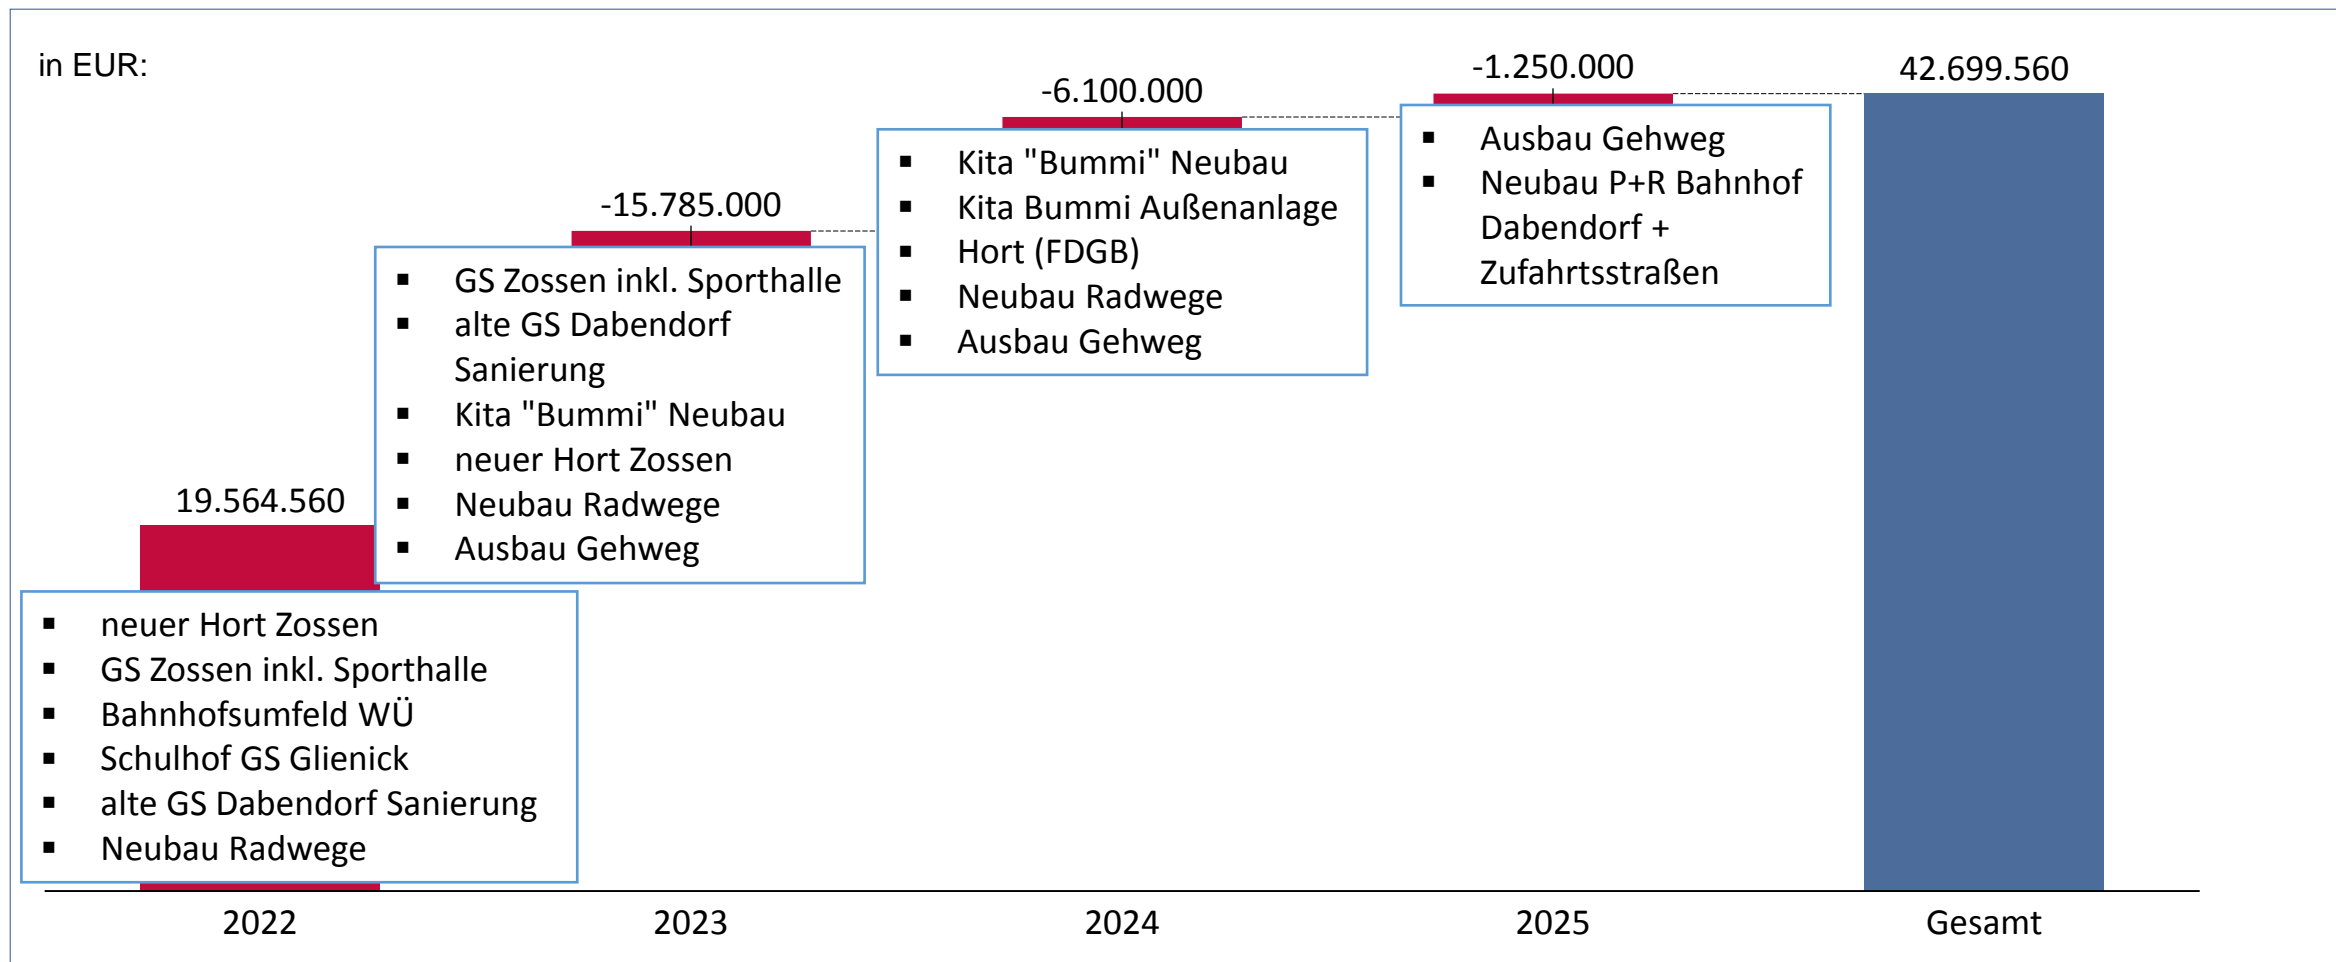 in EUR:
19.564.560
▪ neuer Hort Zossen
▪ GS Zossen inkl. Sporthalle
▪ Bahnhofsumfeld WÜ
▪ Schulhof GS Glienick
▪ alte GS Dabendorf Sanierung
▪ Neubau Radwege
-15.785.000
▪ GS Zossen inkl. Sporthalle
▪ alte GS Dabendorf
Sanierung
▪ Kita "Bummi" Neubau
▪ neuer Hort Zossen
▪ Neubau Radwege
▪ Ausbau Gehweg
-6.100.000
▪ Kita "Bummi" Neubau
▪ Kita Bummi Außenanlage
▪ Hort (FDGB)
▪ Neubau Radwege
▪ Ausbau Gehweg
-1.250.000
▪ Ausbau Gehweg
▪ Neubau P+R Bahnhof
Dabendorf +
Zufahrtsstraßen
42.699.560
2022
2023
2024
2025
Gesamt